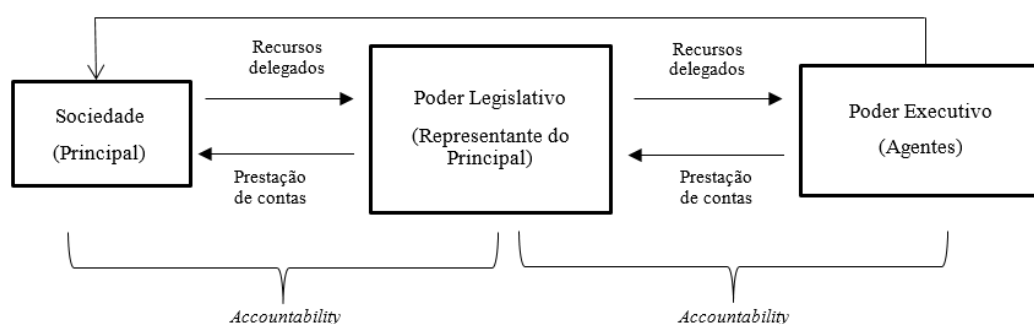 Recursos
delegados
Recursos
delegados
Sociedade
(Principal)
Poder Legislativo
(Representante do
Principal)
Poder Executivo
(Agentes)
Prestação
de contas
Prestação
de contas
Accountability
Accountability